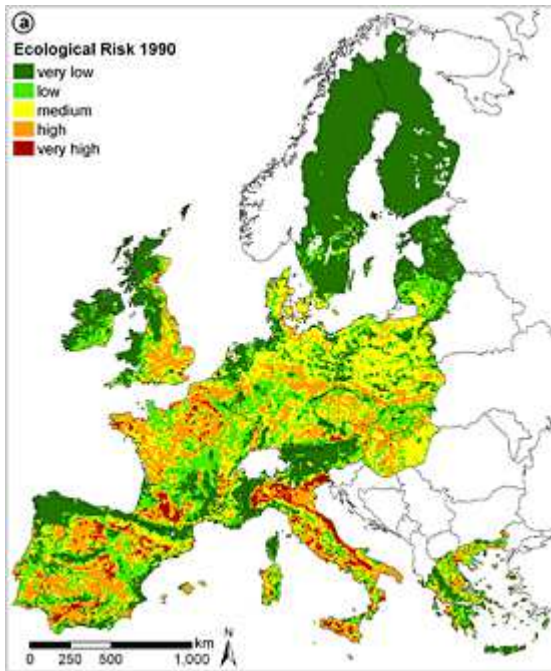 a
Ecological Risk 1990
very low
low
medium
high
very high
km
N
0 250 500 1,000